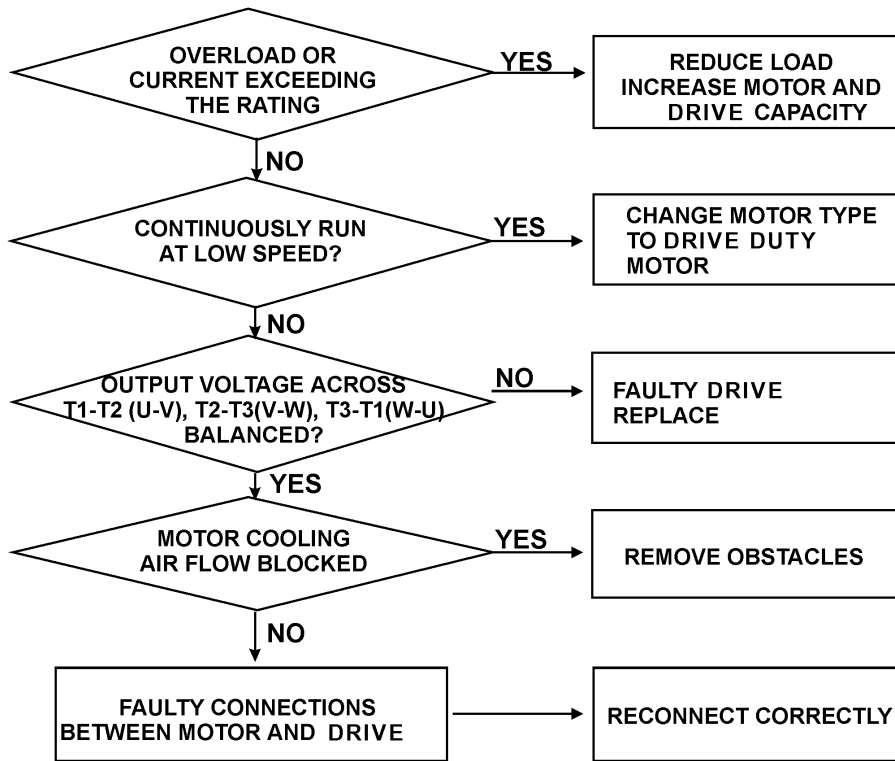 OVERLOAD OR
CURRENT EXCEEDING
THE RATING
YES
REDUCE LOAD
INCREASE MOTOR AND
DRIVE CAPACITY
NO
CONTINUOUSLY RUN
AT LOW SPEED?
YES
CHANGE MOTOR TYPE
TO DRIVE DUTY
MOTOR
NO
OUTPUT VOLTAGE ACROSS
T1-T2 (U-V), T2-T3(V-W), T3-T1(W-U)
BALANCED?
NO
FAULTY DRIVE
REPLACE
YES
MOTOR COOLING
AIR FLOW BLOCKED
YES
REMOVE OBSTACLES
NO
FAULTY CONNECTIONS
BETWEEN MOTOR AND DRIVE
RECONNECT CORRECTLY